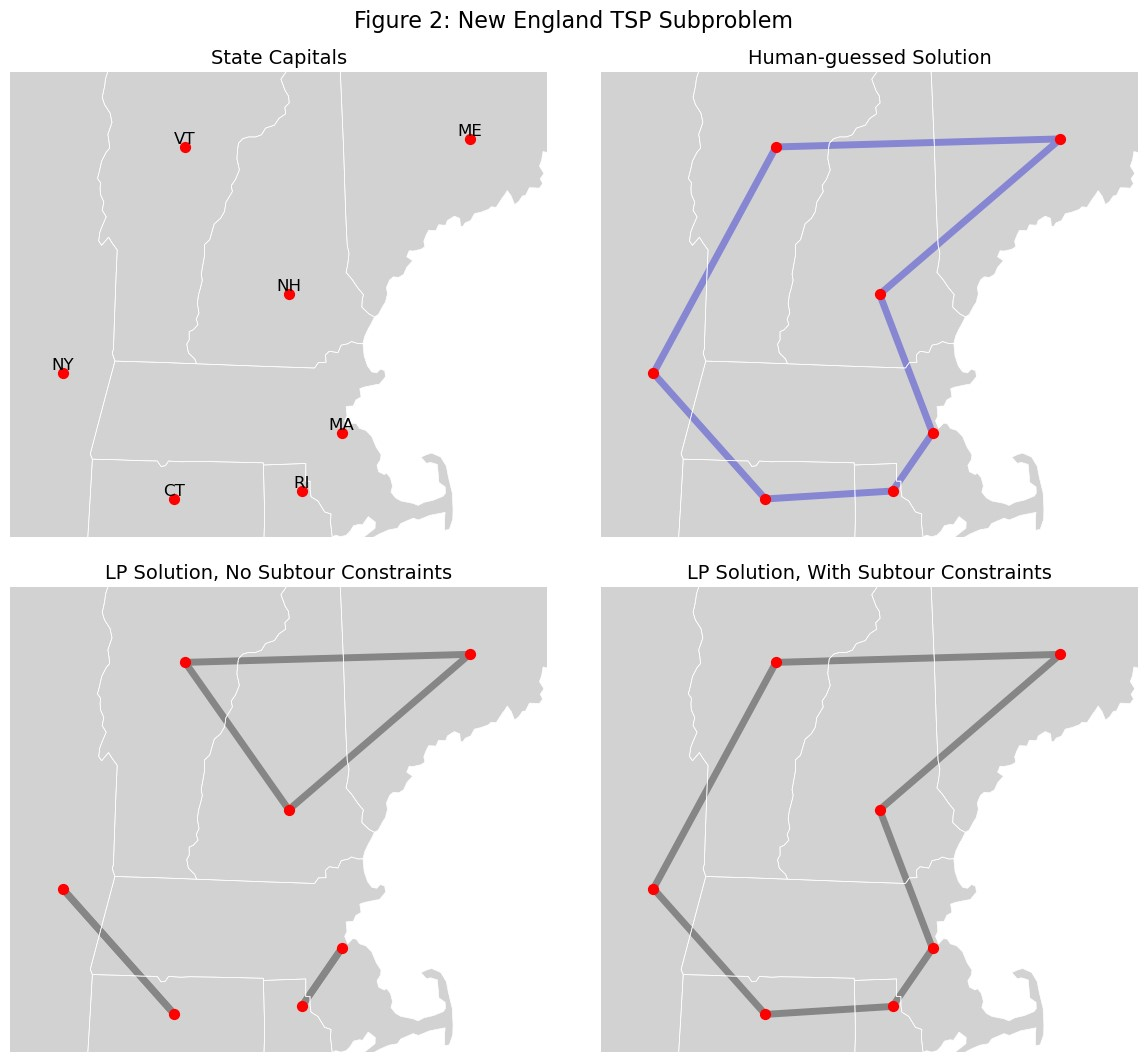 Figure 2: New England TSP Subproblem
State Capitals
Human-guessed Solution
VT
ME
NH
NY
MA
CT
RI
LP Solution, No Subtour Constraints
LP Solution, With Subtour Constraints